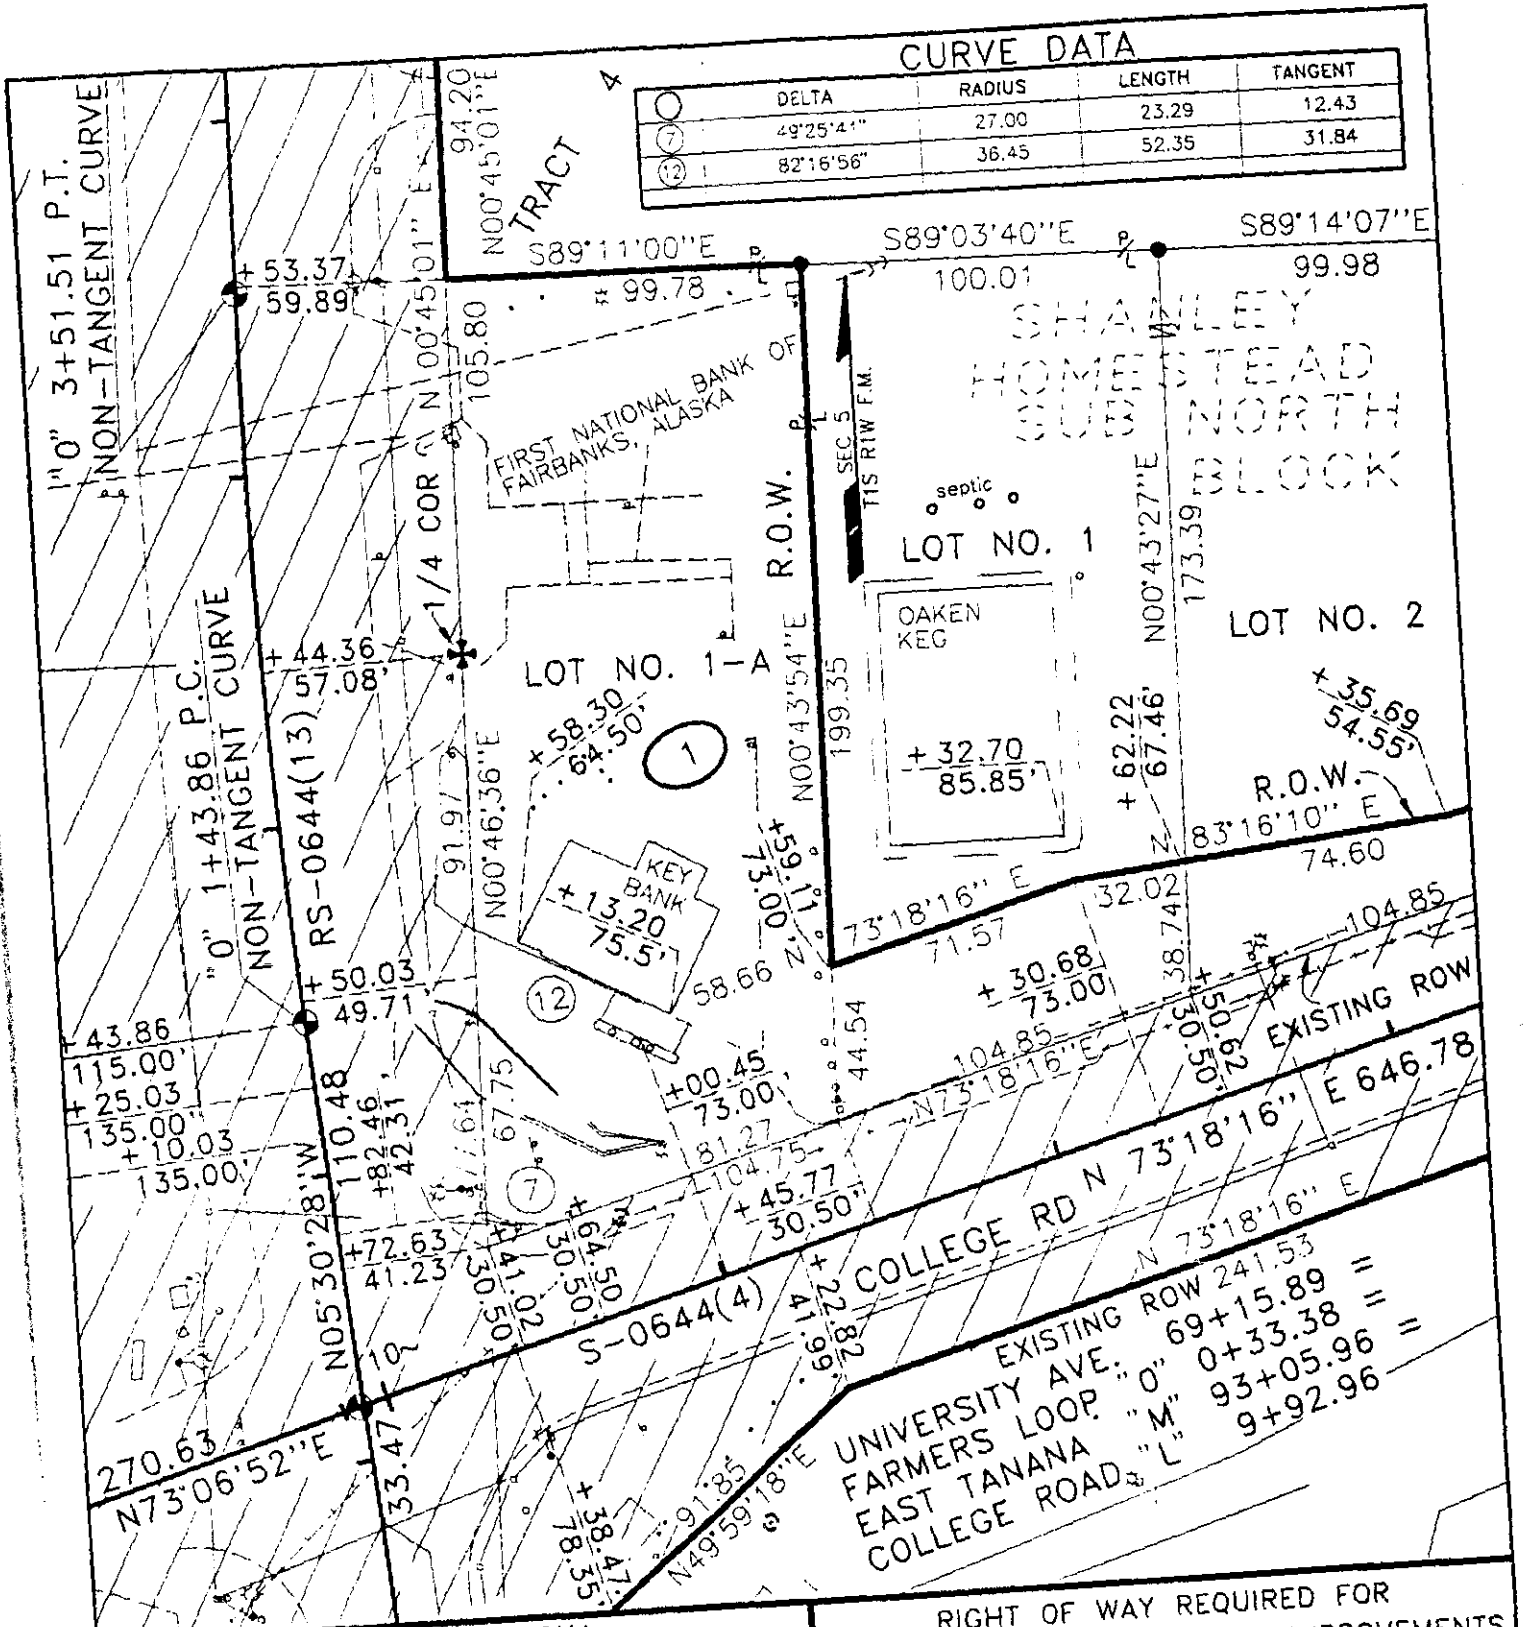 CURVE DATA
DELTA RADIUS LENGTH TANGENT
7 49°25'41" 27.00 23.29 12.43
12 82°16'56" 36.45 52.35 31.84
"O" 3+51.51 P.T.
NON-TANGENT CURVE
94.20
N00°45'01"E
TRACT
4
S89°11'00"E
99.78
P/L
S89°03'40"E
100.01
P/L
S89°14'07"E
99.98
+ 53.37
59.89'
N00°45'01" E
105.80
SHANLEY
HOMESTEAD
SUB NORTH
BLOCK
FIRST NATIONAL BANK OF
FAIRBANKS, ALASKA
P/L
R.O.W.
SEC 5
T1S R1W F.M.
septic
LOT NO. 1
OAKEN
KEG
N00°43'27"E
173.39
LOT NO. 2
1/4 COR
"O" 1+43.86 P.C.
NON-TANGENT CURVE
+ 44.36
57.08'
RS-0644(13)
LOT NO. 1-A
+ 58.30
64.50'
1
N00°43'54"E
199.35
+ 32.70
85.85'
+ 62.22
67.46'
+ 35.69
54.55'
R.O.W.
N 83°16'10" E
74.60
91.97
N00°46'36"E
KEY
BANK
+ 13.20
75.5'
+59.11
73.00'
N 73°18'16" E
71.57
32.02
38.74
104.85
58.66
12
+ 50.03
49.71'
+ 43.86
115.00'
+ 25.03
135.00'
+ 10.03
135.00'
+ 30.68
73.00'
+ 50.62
30.50'
EXISTING ROW
44.54
104.85
N73°18'16"E
+00.45
73.00'
110.48
N05°30'28"W
+82.46
42.31'
67.75
7
81.27
104.75
+45.77
30.50'
N 73°18'16" E 646.78
+72.63
41.23'
+41.02
30.50'
+64.50
30.50'
S-0644(4)
COLLEGE RD
+ 22.82
41.99'
N 73°18'16" E
EXISTING ROW 241.53
UNIVERSITY AVE. 69+15.89 =
FARMERS LOOP "O" 0+33.38 =
EAST TANANA "M" 93+05.96 =
COLLEGE ROAD "L" 9+92.96
10
270.63
N73°06'52"E
33.47
+ 38.47
78.35'
91.85
N49°59'18"E
RIGHT OF WAY REQUIRED FOR